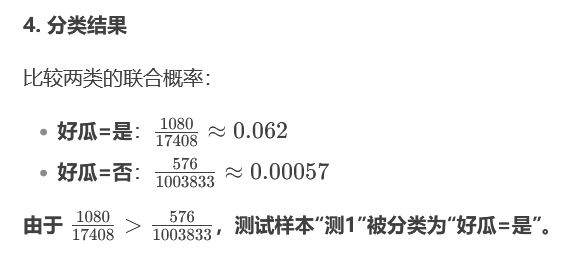 4. 分类结果
比较两类的联合概率：
• 好瓜=是： 1080/17408 ≈ 0.062
• 好瓜=否： 576/1003833 ≈ 0.00057
由于 1080/17408 > 576/1003833，测试样本“测1”被分类为“好瓜=是”。